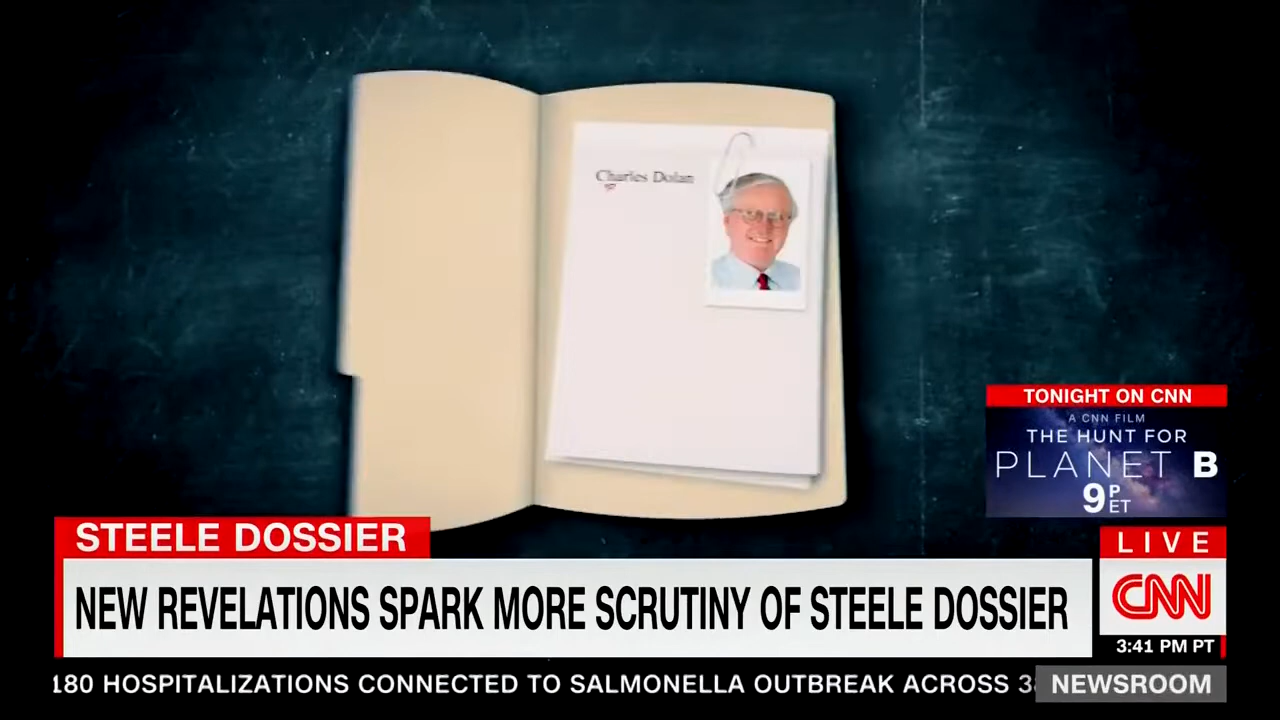 Charles Dolan
TONIGHT ON CNN
A CNN FILM
THE HUNT FOR
PLANET B
9P ET
STEELE DOSSIER
NEW REVELATIONS SPARK MORE SCRUTINY OF STEELE DOSSIER
LIVE
CNN
3:41 PM PT
180 HOSPITALIZATIONS CONNECTED TO SALMONELLA OUTBREAK ACROSS
NEWSROOM